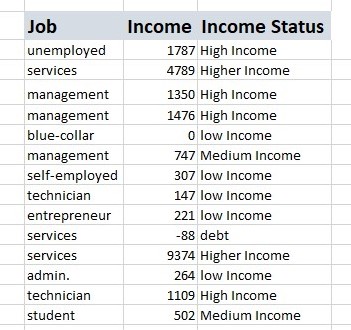 Job Income Income Status
unemployed 1787 High Income
services 4789 Higher Income
management 1350 High Income
management 1476 High Income
blue-collar 0 low Income
management 747 Medium Income
self-employed 307 low Income
technician 147 low Income
entrepreneur 221 low Income
services -88 debt
services 9374 Higher Income
admin. 264 low Income
technician 1109 High Income
student 502 Medium Income